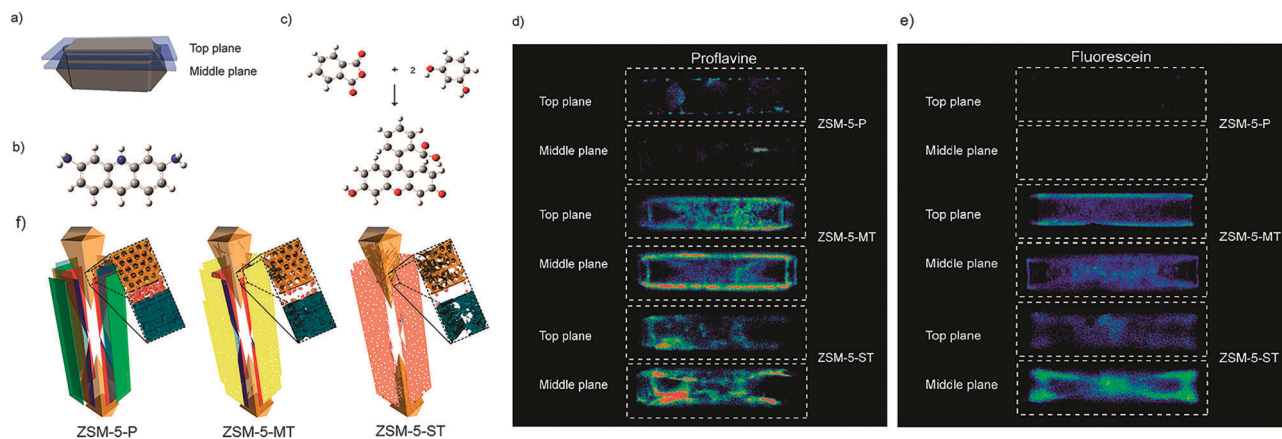 a)
Top plane
Middle plane
b)
c)
+ 2
d)
Proflavine
Top plane
ZSM-5-P
Middle plane
Top plane
ZSM-5-MT
Middle plane
Top plane
ZSM-5-ST
Middle plane
e)
Fluorescein
Top plane
ZSM-5-P
Middle plane
Top plane
ZSM-5-MT
Middle plane
Top plane
ZSM-5-ST
Middle plane
f)
ZSM-5-P
ZSM-5-MT
ZSM-5-ST